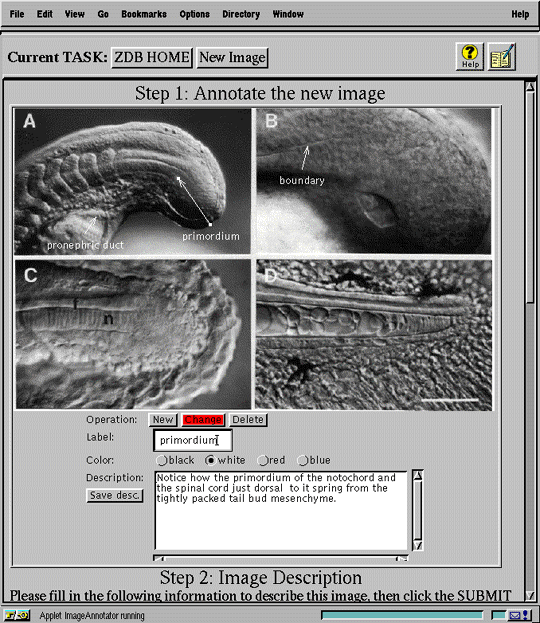 File Edit View Go Bookmarks Options Directory Window Help
Current TASK: ZDB HOME New Image Help
Step 1: Annotate the new image
A B
boundary
pronephric duct primordium
C D
f
n
Operation: New Change Delete
Label: primordium
Color: black white red blue
Description: Notice how the primordium of the notochord and
the spinal cord just dorsal to it spring from the
tightly packed tail bud mesenchyme.
Save desc.
Step 2: Image Description
Please fill in the following information to describe this image, then click the SUBMIT
Applet ImageAnnotator running